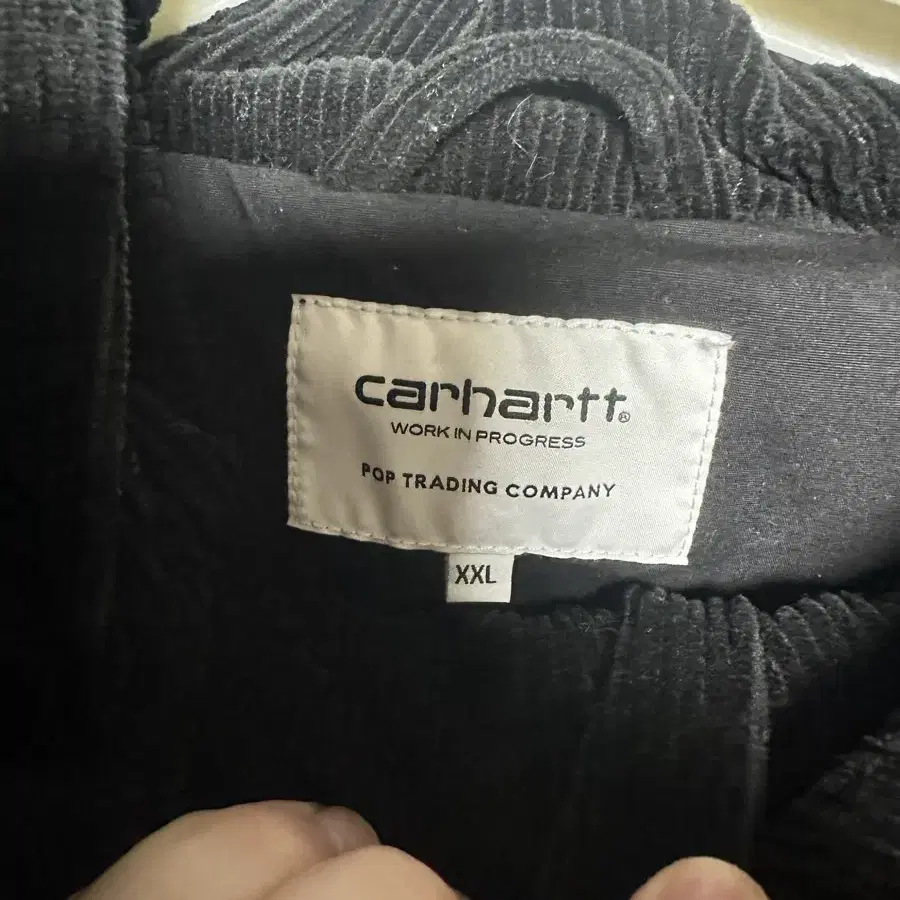 carhartt®
WORK IN PROGRESS
POP TRADING COMPANY
XXL